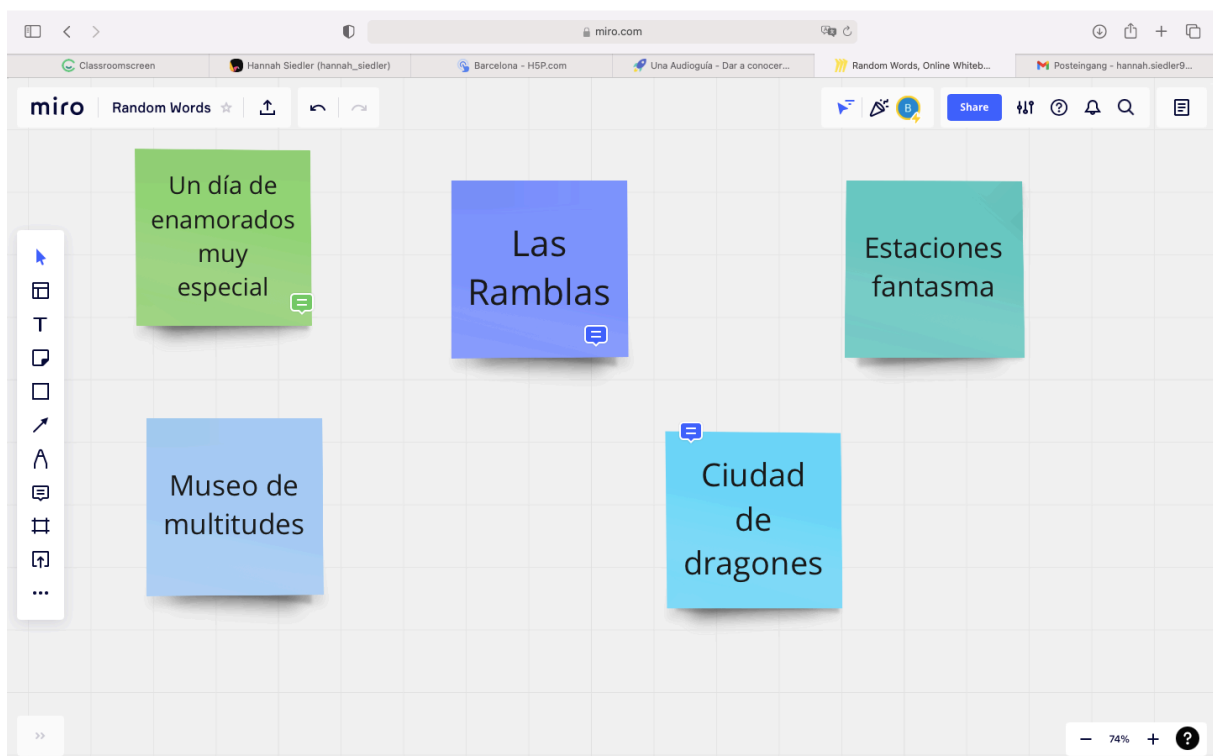 miro.com
Classroomscreen
Hannah Siedler (hannah_siedler)
Barcelona - H5P.com
Una Audioguía - Dar a conocer...
Random Words, Online Whiteb...
Posteingang - hannah.siedler9...
miro
Random Words
B
Share
Un día de
enamorados
muy
especial
Las
Ramblas
Estaciones
fantasma
Museo de
multitudes
Ciudad
de
dragones
74%